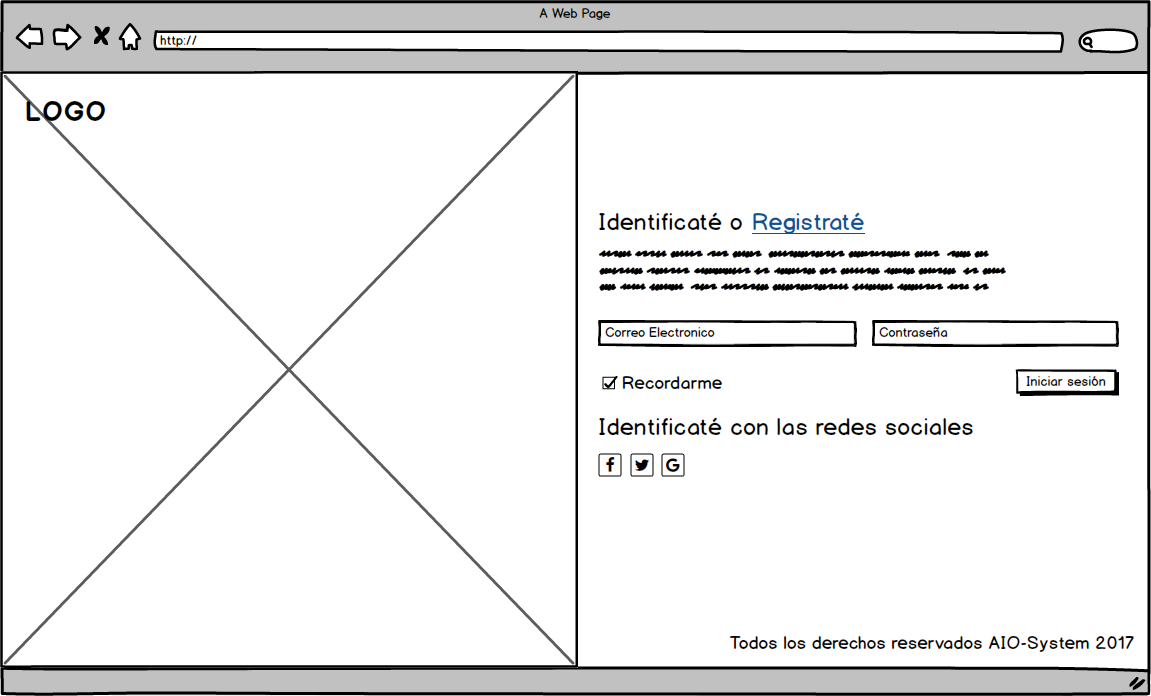 A Web Page
http://
LOGO
Identificaté o Registraté
Correo Electronico
Contraseña
Recordarme
Iniciar sesión
Identificaté con las redes sociales
Todos los derechos reservados AIO-System 2017